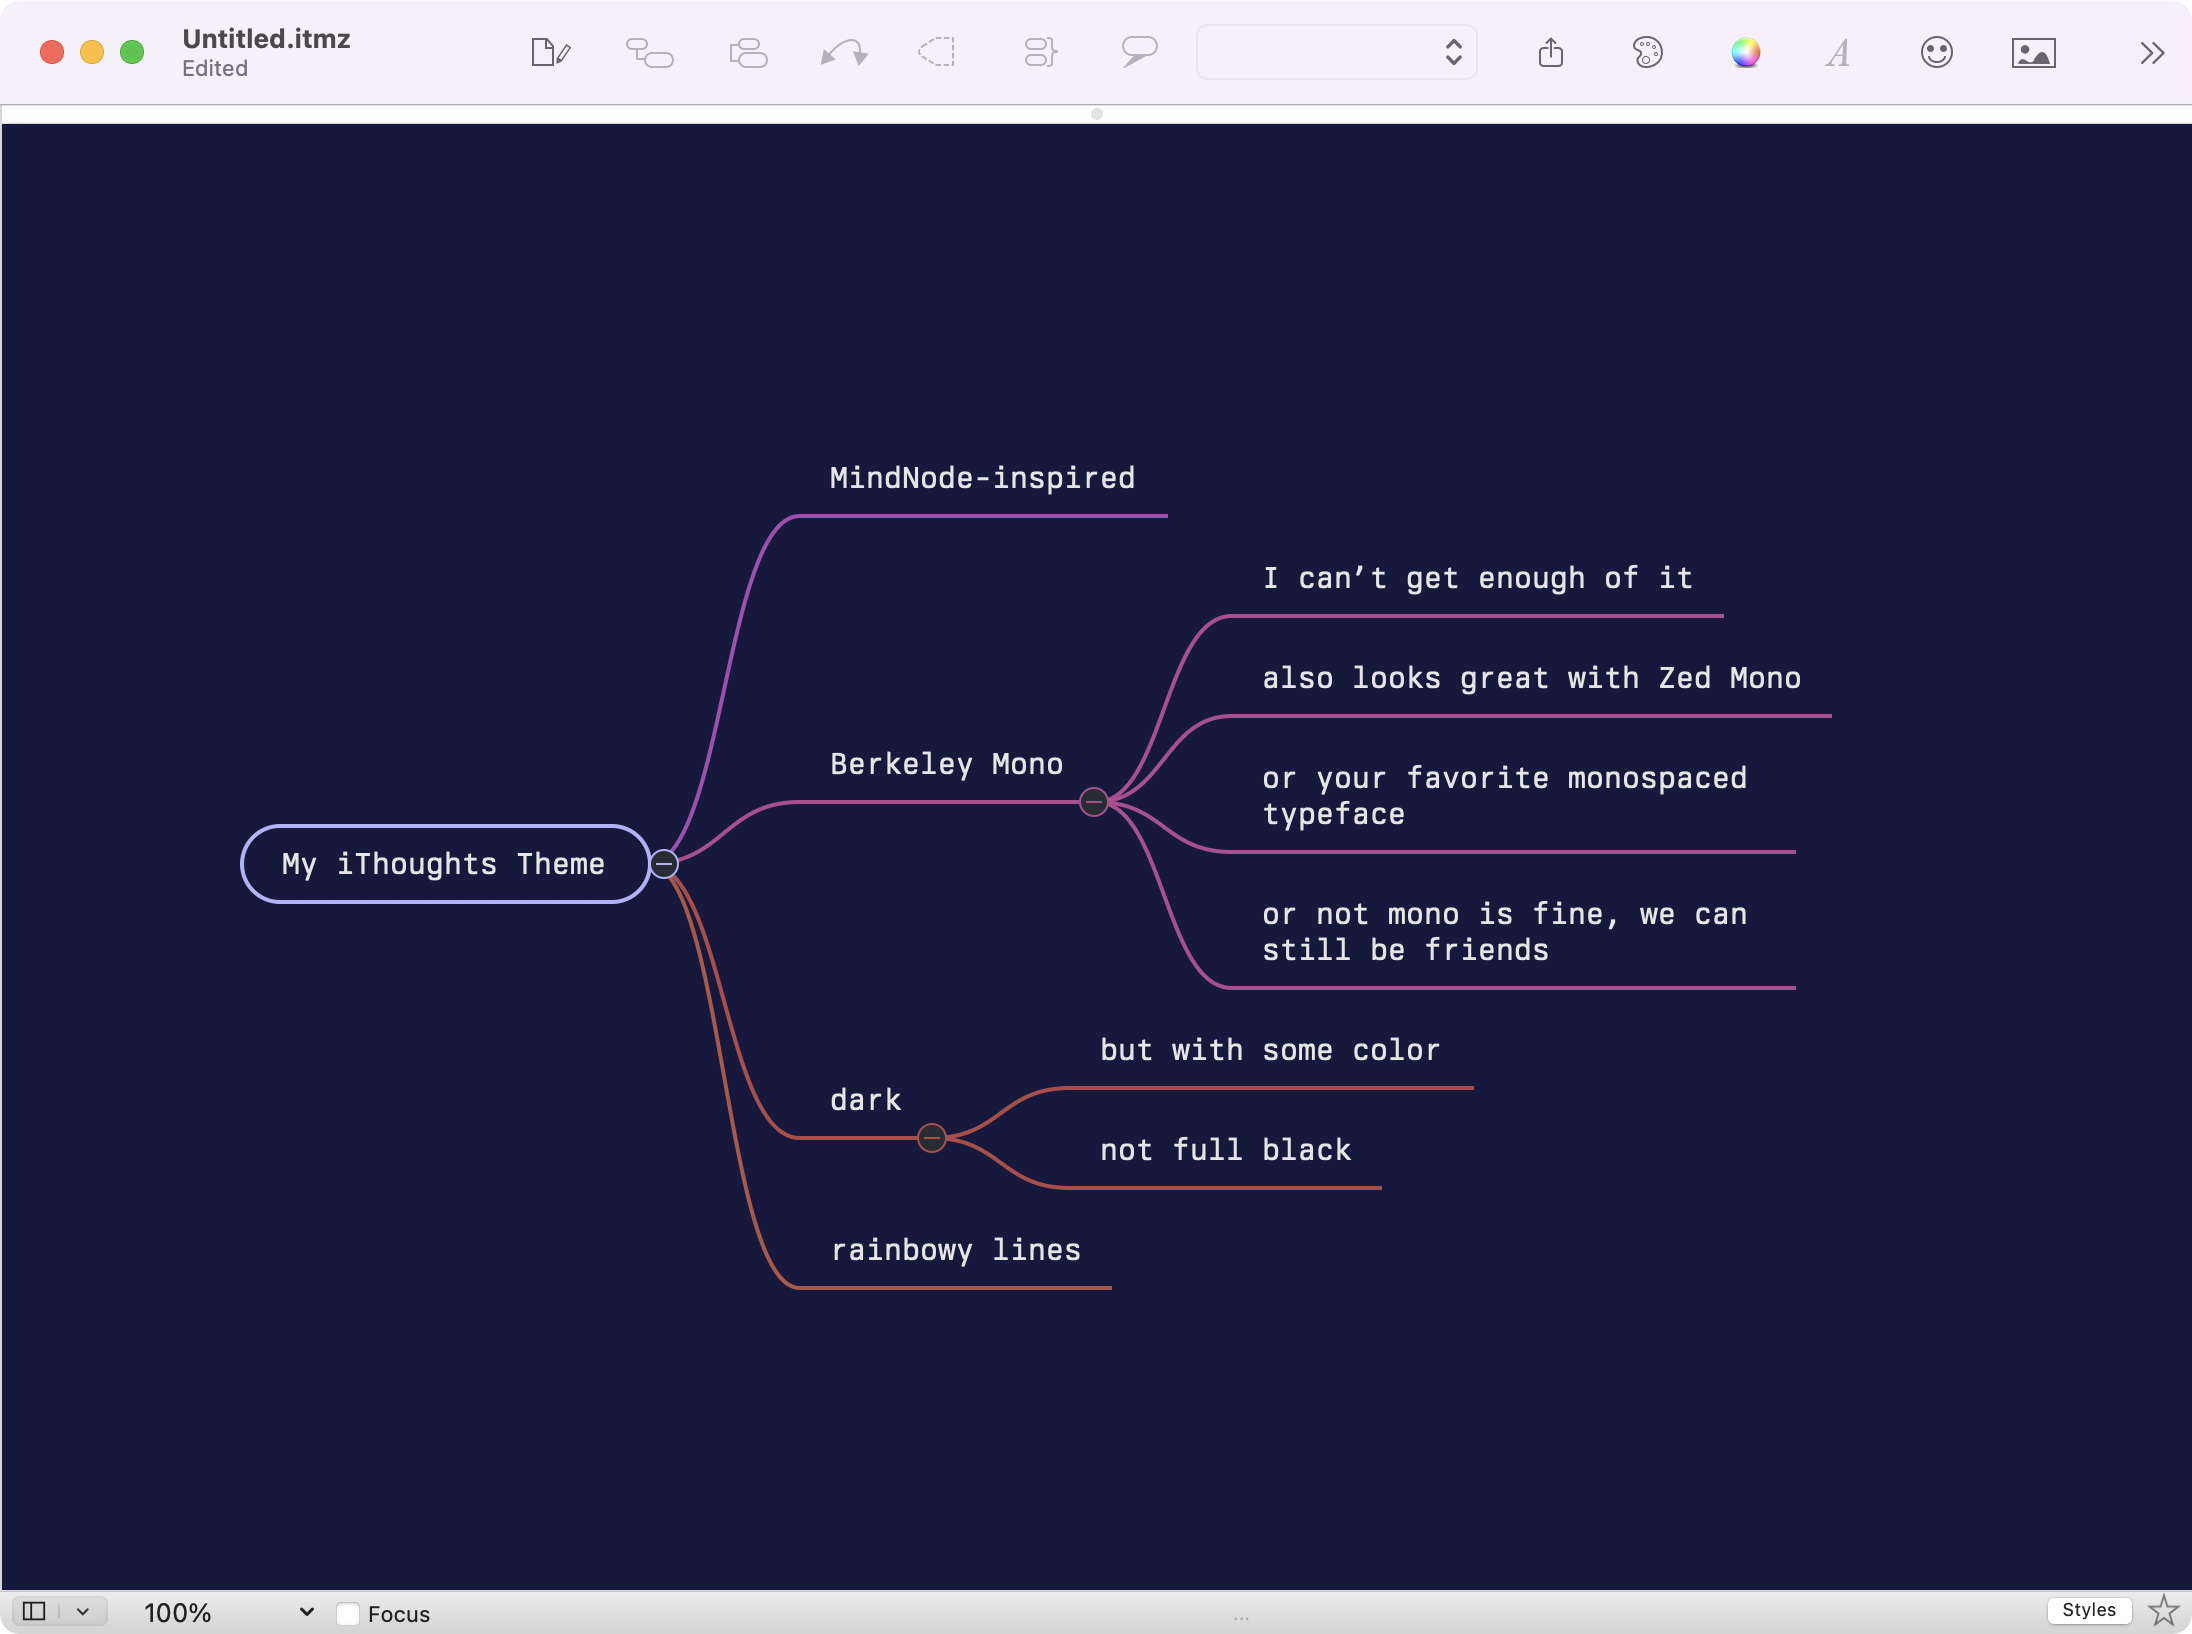 Untitled.itmz
Edited
MindNode-inspired
I can’t get enough of it
also looks great with Zed Mono
Berkeley Mono
or your favorite monospaced
typeface
My iThoughts Theme
or not mono is fine, we can
still be friends
but with some color
dark
not full black
rainbowy lines
100%
Focus
Styles